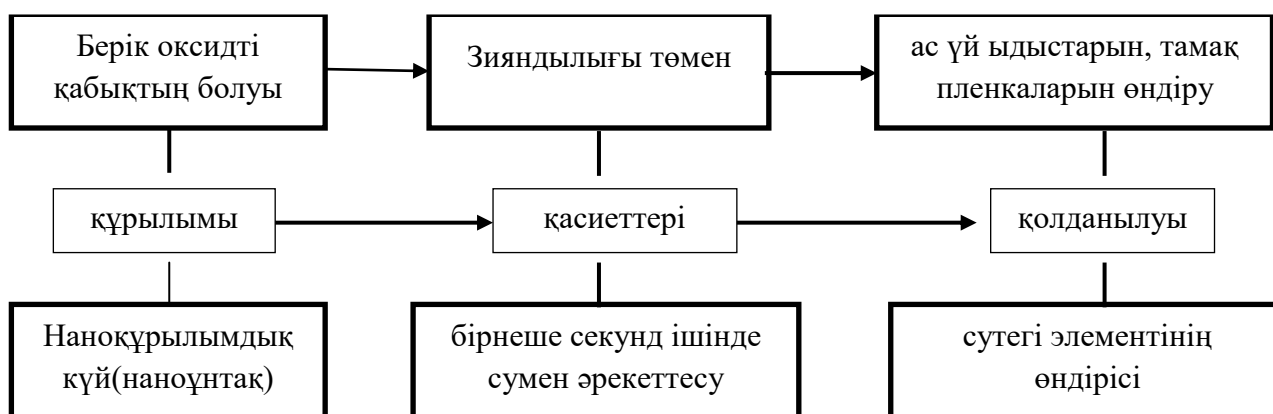 Берік оксидті
қабықтың болуы
Зияндылығы төмен
ас үй ыдыстарын, тамақ
пленкаларын өндіру
құрылымы
қасиеттері
қолданылуы
Наноқұрылымдық
күй(наноұнтақ)
бірнеше секунд ішінде
сумен әрекеттесу
сутегі элементінің
өндірісі